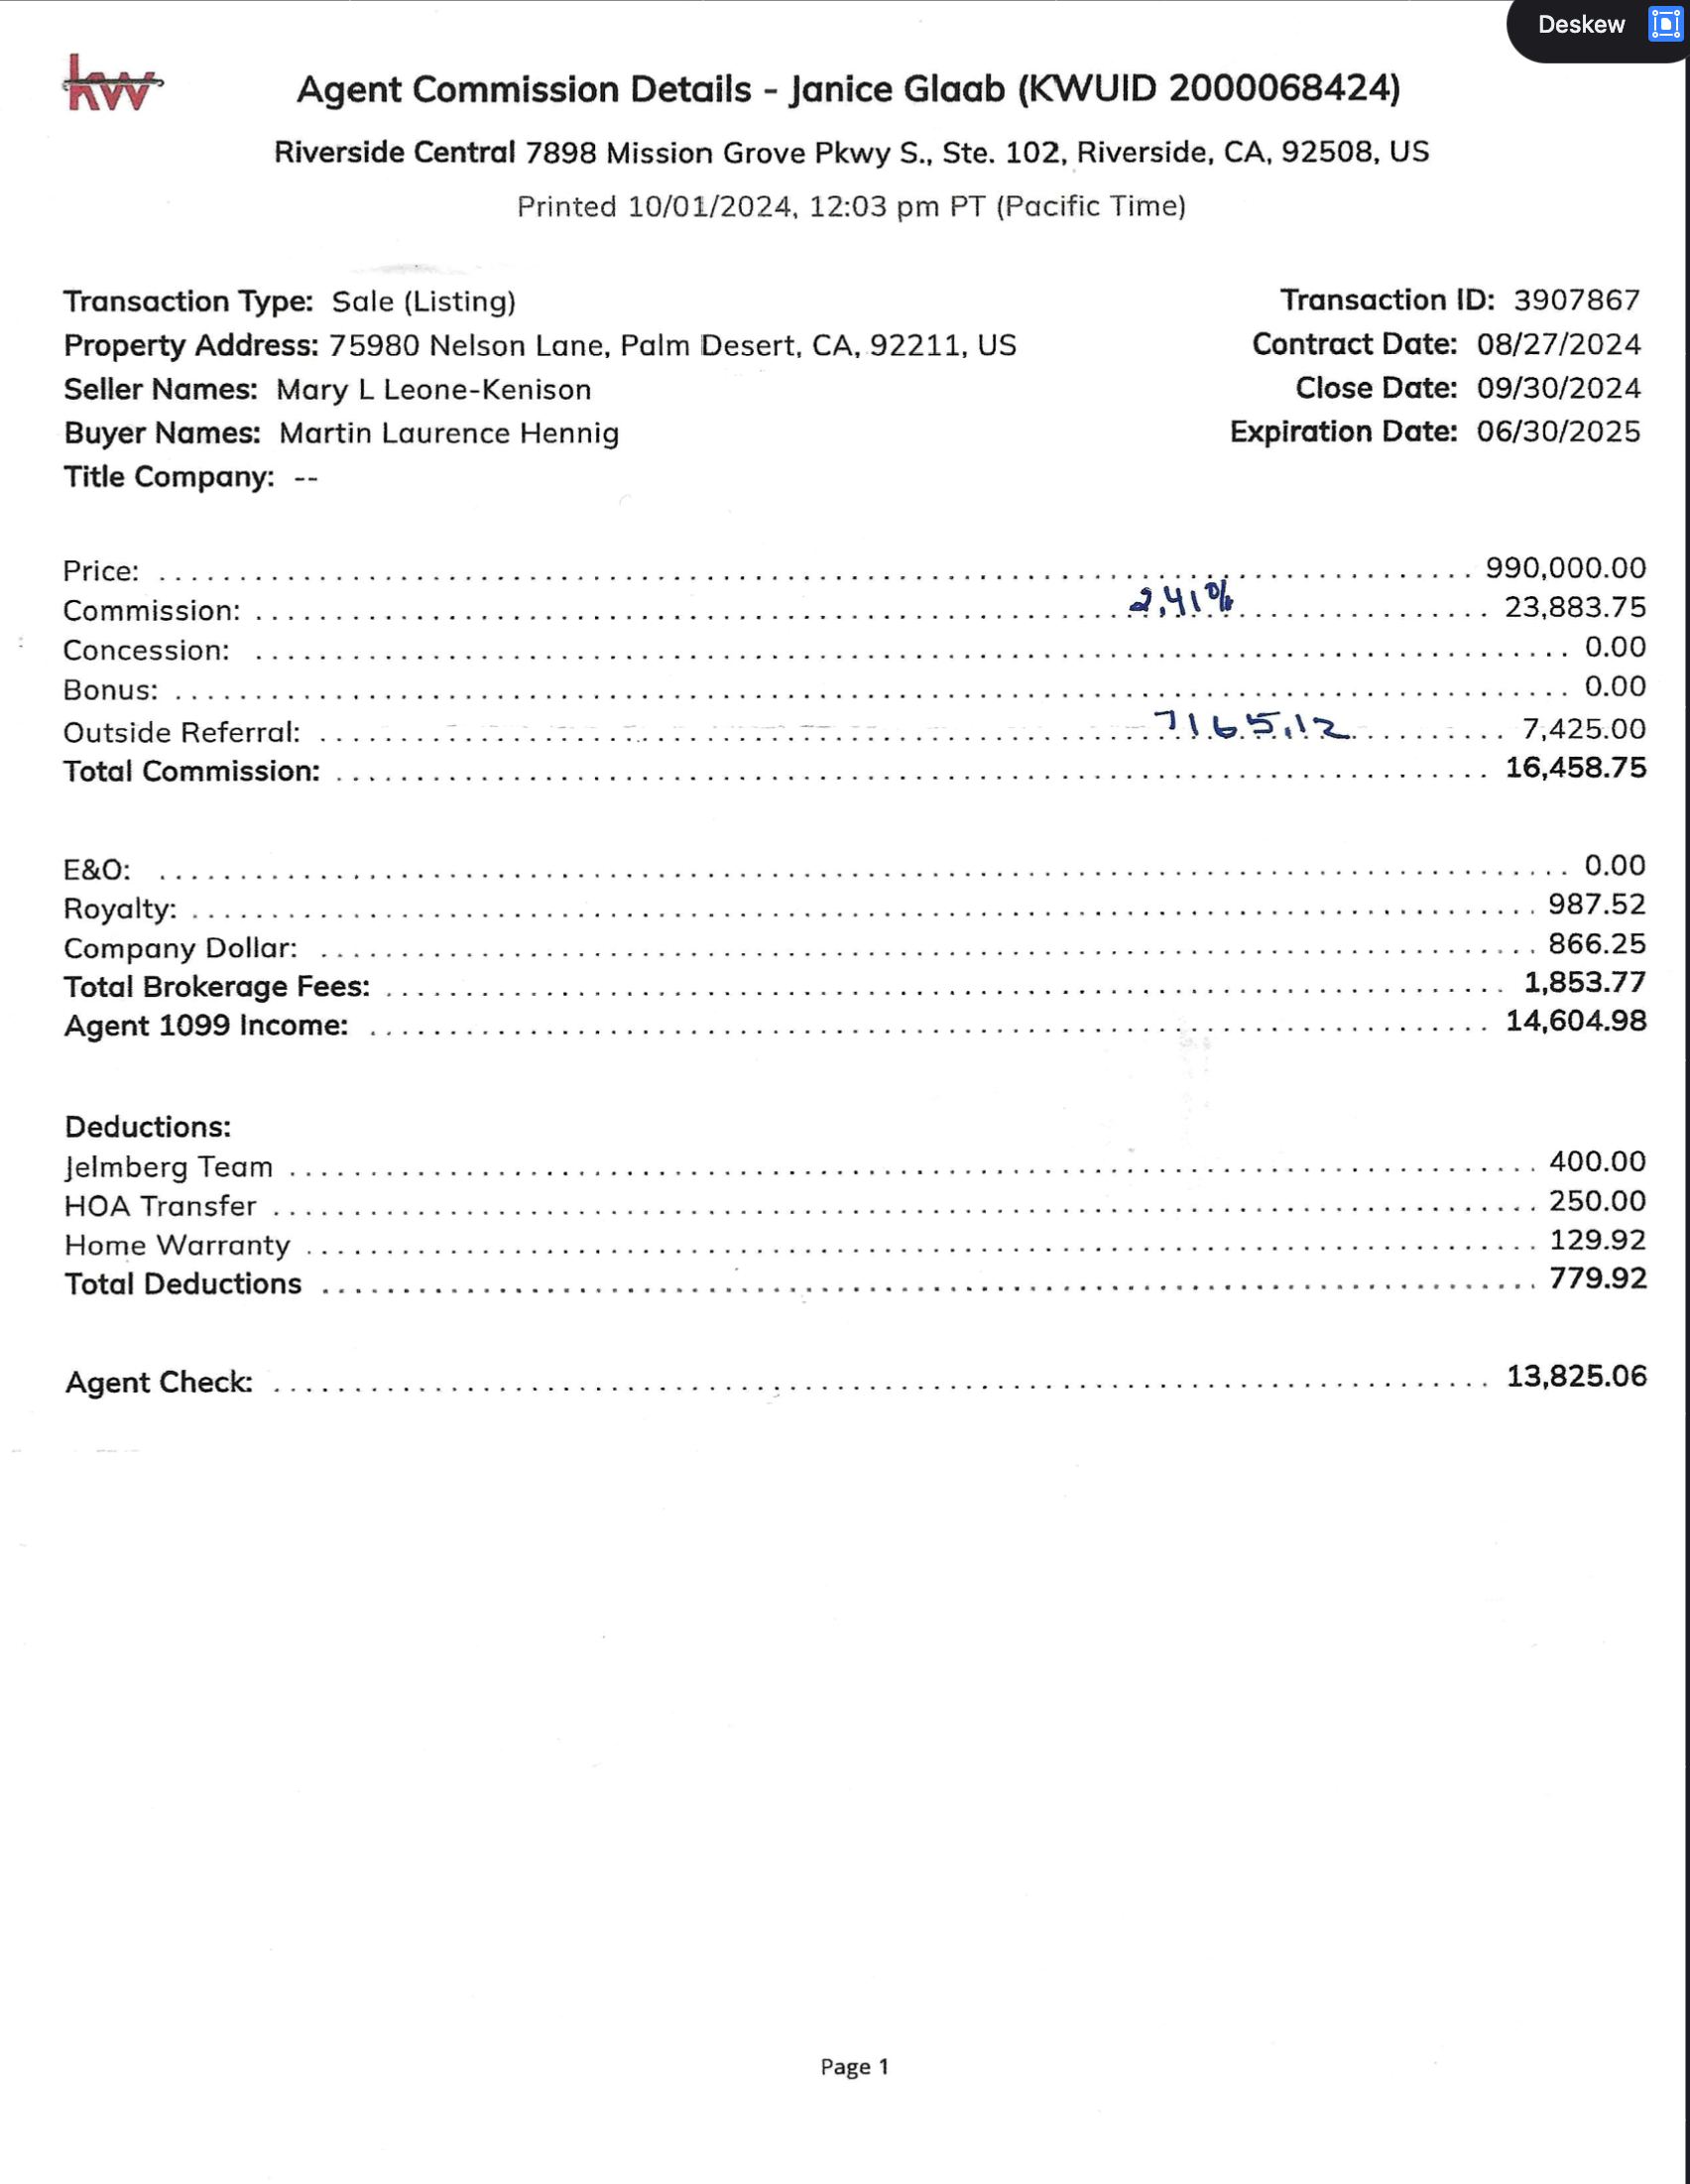 Deskew
kw
Agent Commission Details - Janice Glaab (KWUID 2000068424)
Riverside Central 7898 Mission Grove Pkwy S., Ste. 102, Riverside, CA, 92508, US
Printed 10/01/2024, 12:03 pm PT (Pacific Time)
Transaction Type: Sale (Listing)
Transaction ID: 3907867
Property Address: 75980 Nelson Lane, Palm Desert, CA, 92211, US
Contract Date: 08/27/2024
Seller Names: Mary L Leone-Kenison
Close Date: 09/30/2024
Buyer Names: Martin Laurence Hennig
Expiration Date: 06/30/2025
Title Company: --
Price: 990,000.00
Commission: 2.41% 23,883.75
Concession: 0.00
Bonus: 0.00
Outside Referral: 7165.12 7,425.00
Total Commission: 16,458.75
E&O: 0.00
Royalty: 987.52
Company Dollar: 866.25
Total Brokerage Fees: 1,853.77
Agent 1099 Income: 14,604.98
Deductions:
Jelmberg Team 400.00
HOA Transfer 250.00
Home Warranty 129.92
Total Deductions 779.92
Agent Check: 13,825.06
Page 1